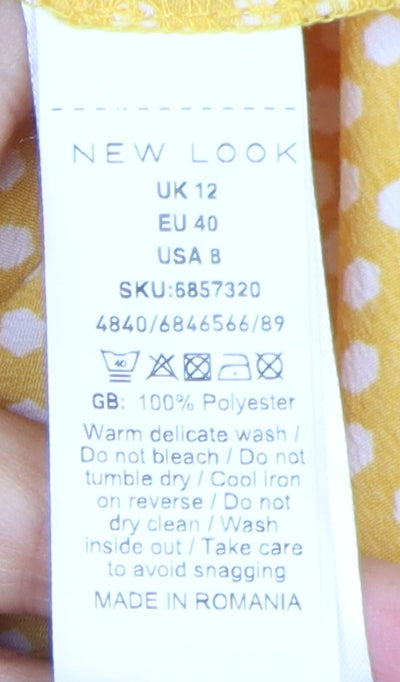 NEW LOOK
UK 12
EU 40
USA 8
SKU:6857320
4840/6846566/89
40
GB: 100% Polyester
Warm delicate wash /
Do not bleach / Do not
tumble dry / Cool iron
on reverse / Do not
dry clean / Wash
inside out / Take care
to avoid snagging
MADE IN ROMANIA